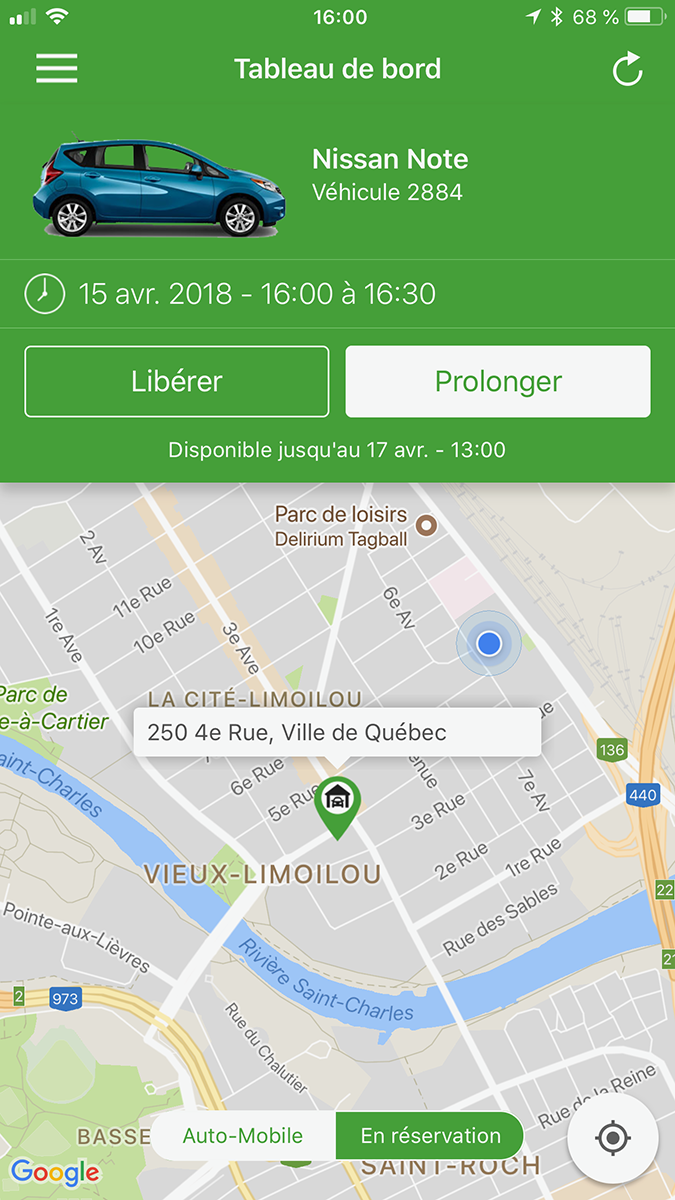 16:00
68 %
Tableau de bord
Nissan Note
Véhicule 2884
15 avr. 2018 - 16:00 à 16:30
Libérer
Prolonger
Disponible jusqu'au 17 avr. - 13:00
Parc de loisirs
Delirium Tagball
2e Av
11e Rue
6e Av
1re Ave
10e Rue
3e Ave
Parc de
e-à-Cartier
LA CITÉ-LIMOILOU
250 4e Rue, Ville de Québec
ue
136
6e Rue
enue
aint-Charles
7e Av
440
5e Rue
3e Rue
VIEUX-LIMOILOU
2e Rue
1re Rue
22
Pointe-aux-Lièvres
Rue des Sables
Rivière Saint-Charles
21
2
973
Rue du Chalutier
Rue de la Reine
BASSE
Auto-Mobile
En réservation
SAINT-ROCH
Google